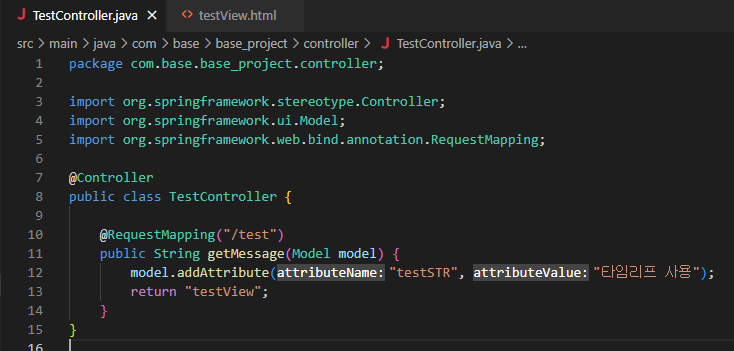 TestController.java × <> testView.html
src > main > java > com > base > base_project > controller > TestController.java > ...
1 package com.base.base_project.controller;
2
3 import org.springframework.stereotype.Controller;
4 import org.springframework.ui.Model;
5 import org.springframework.web.bind.annotation.RequestMapping;
6
7 @Controller
8 public class TestController {
9
10 @RequestMapping("/test")
11 public String getMessage(Model model) {
12 model.addAttribute(attributeName:"testSTR", attributeValue:"타임리프 사용");
13 return "testView";
14 }
15 }
16